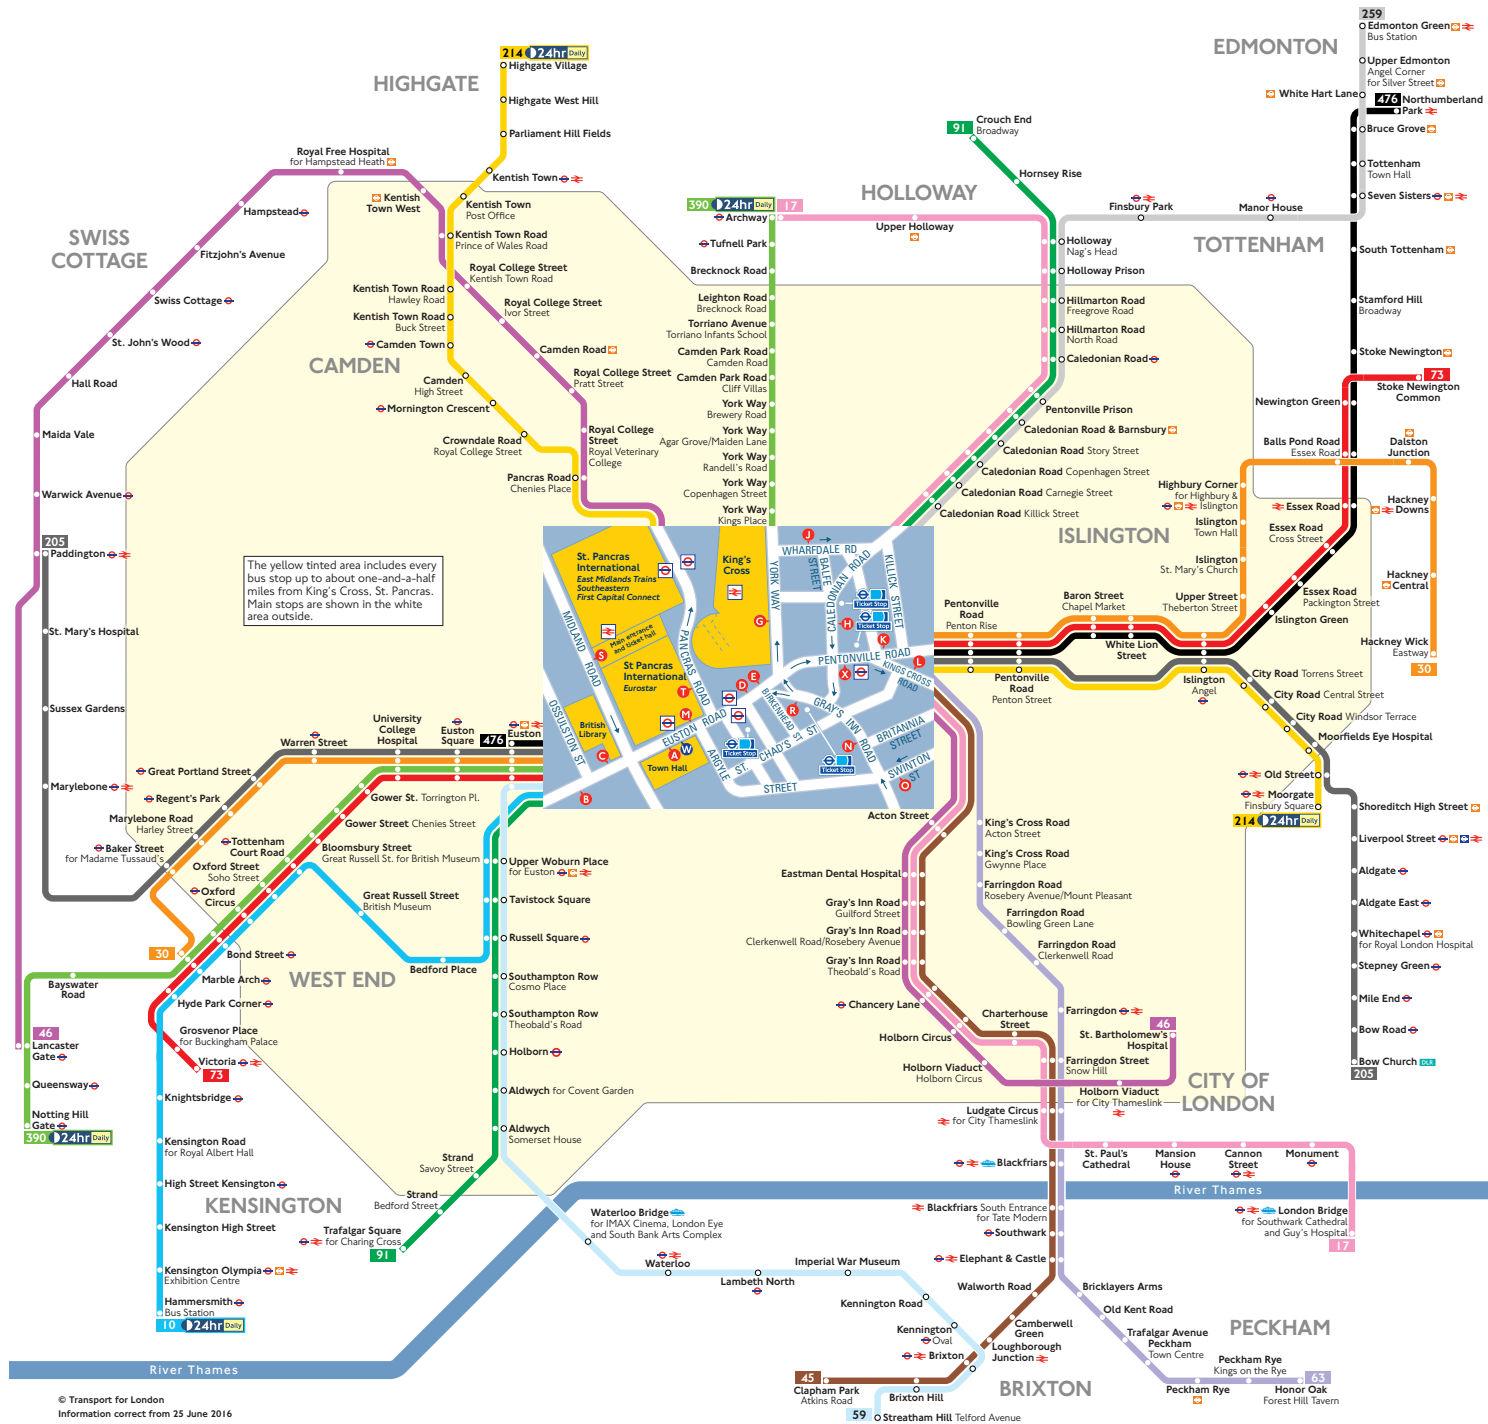 259
Edmonton Green
Bus Station
EDMONTON
Upper Edmonton
Angel Corner
for Silver Street
White Hart Lane
476
Northumberland
Park
Bruce Grove
Tottenham
Town Hall
Seven Sisters
214 24hr Daily
Highgate Village
HIGHGATE
Highgate West Hill
Parliament Hill Fields
Kentish Town
Royal Free Hospital
for Hampstead Heath
Kentish
Town West
Kentish Town
Post Office
Hampstead
SWISS
COTTAGE
Fitzjohn's Avenue
Swiss Cottage
St. John's Wood
Hall Road
Maida Vale
Warwick Avenue
205
Paddington
St. Mary's Hospital
Sussex Gardens
Marylebone
Kentish Town Road
Prince of Wales Road
Royal College Street
Kentish Town Road
Kentish Town Road
Hawley Road
Royal College Street
Ivor Street
Kentish Town Road
Buck Street
Camden Town
CAMDEN
Camden Road
Camden
High Street
Royal College Street
Pratt Street
Mornington Crescent
Crowndale Road
Royal College Street
Royal College
Street
Royal Veterinary
College
Pancras Road
Chenies Place
91
Crouch End
Broadway
Hornsey Rise
HOLLOWAY
390 24hr Daily
17
Archway
Upper Holloway
Tufnell Park
Brecknock Road
Leighton Road
Brecknock Road
Torriano Avenue
Torriano Infants School
Camden Park Road
Camden Road
Camden Park Road
Cliff Villas
York Way
Brewery Road
York Way
Agar Grove/Maiden Lane
York Way
Randell's Road
York Way
Copenhagen Street
York Way
Kings Place
Finsbury Park
Manor House
TOTTENHAM
Holloway
Nag's Head
Holloway Prison
Hillmarton Road
Freegrove Road
Hillmarton Road
North Road
Caledonian Road
Pentonville Prison
Caledonian Road & Barnsbury
Caledonian Road Story Street
Caledonian Road Copenhagen Street
Caledonian Road Carnegie Street
Caledonian Road Killick Street
South Tottenham
Stamford Hill
Broadway
Stoke Newington
73
Stoke Newington
Common
Newington Green
Balls Pond Road
Essex Road
Dalston
Junction
Highbury Corner
for Highbury &
Islington
Essex Road
Hackney
Downs
ISLINGTON
Islington
Town Hall
Essex Road
Cross Street
Islington
St. Mary's Church
Hackney
Central
Upper Street
Theberton Street
Essex Road
Packington Street
Islington Green
Hackney Wick
Eastway
30
Baron Street
Chapel Market
Pentonville
Road
Penton Rise
White Lion
Street
Pentonville
Road
Penton Street
Islington
Angel
City Road Torrens Street
City Road Central Street
City Road Windsor Terrace
Moorfields Eye Hospital
Old Street
Moorgate
Finsbury Square
214 24hr Daily
Shoreditch High Street
Liverpool Street
Aldgate
Aldgate East
Whitechapel
for Royal London Hospital
Stepney Green
Mile End
Bow Road
Bow Church DLR
205
The yellow tinted area includes every
bus stop up to about one-and-a-half
miles from King's Cross, St. Pancras.
Main stops are shown in the white
area outside.
St. Pancras
International
East Midlands Trains
Southeastern
First Capital Connect
King's
Cross
Main entrance
and ticket hall
St Pancras
International
Eurostar
British
Library
Town Hall
MIDLAND ROAD
PANCRAS ROAD
OSSULSTON ST
EUSTON ROAD
YORK WAY
WHARFDALE RD
BALFE STREET
CALEDONIAN ROAD
KILLICK STREET
PENTONVILLE ROAD
KINGS CROSS ROAD
GRAY'S INN ROAD
BIRKENHEAD ST
ST. CHAD'S ST
ARGYLE STREET
BRITANNIA STREET
SWINTON ST
Ticket Stop
Ticket Stop
Ticket Stop
Ticket Stop
J
G
H
K
L
X
S
T
D
E
R
M
W
A
C
B
N
O
Warren Street
University
College
Hospital
Euston
Square
476
Euston
Great Portland Street
Regent's Park
Marylebone Road
Harley Street
Baker Street
for Madame Tussaud's
Gower St. Torrington Pl.
Gower Street Chenies Street
Tottenham
Court Road
Bloomsbury Street
Great Russell St. for British Museum
Oxford Street
Soho Street
Oxford
Circus
Great Russell Street
British Museum
30
Bond Street
WEST END
Bedford Place
Marble Arch
Bayswater
Road
Hyde Park Corner
46
Lancaster
Gate
Grosvenor Place
for Buckingham Palace
Victoria
73
Queensway
Notting Hill
Gate
390 24hr Daily
Knightsbridge
Kensington Road
for Royal Albert Hall
High Street Kensington
KENSINGTON
Kensington High Street
Kensington Olympia
Exhibition Centre
Hammersmith
Bus Station
10 24hr Daily
Upper Woburn Place
for Euston
Tavistock Square
Russell Square
Southampton Row
Cosmo Place
Southampton Row
Theobald's Road
Holborn
Aldwych for Covent Garden
Aldwych
Somerset House
Strand
Savoy Street
Strand
Bedford Street
Trafalgar Square
for Charing Cross
91
Waterloo Bridge
for IMAX Cinema, London Eye
and South Bank Arts Complex
Waterloo
Lambeth North
Imperial War Museum
Kennington Road
Kennington
Oval
Brixton
Acton Street
Eastman Dental Hospital
Gray's Inn Road
Guilford Street
Gray's Inn Road
Clerkenwell Road/Rosebery Avenue
Gray's Inn Road
Theobald's Road
Chancery Lane
Holborn Circus
Charterhouse
Street
Holborn Viaduct
Holborn Circus
King's Cross Road
Acton Street
King's Cross Road
Gwynne Place
Farringdon Road
Rosebery Avenue/Mount Pleasant
Farringdon Road
Bowling Green Lane
Farringdon Road
Clerkenwell Road
Farringdon
46
St. Bartholomew's
Hospital
Farringdon Street
Snow Hill
Holborn Viaduct
for City Thameslink
CITY OF
LONDON
Ludgate Circus
for City Thameslink
Blackfriars
St. Paul's
Cathedral
Mansion
House
Cannon
Street
Monument
River Thames
Blackfriars South Entrance
for Tate Modern
Southwark
Elephant & Castle
London Bridge
for Southwark Cathedral
and Guy's Hospital
17
Walworth Road
Bricklayers Arms
Camberwell
Green
Old Kent Road
Loughborough
Junction
Trafalgar Avenue
Peckham
Town Centre
PECKHAM
Peckham Rye
Kings on the Rye
63
Peckham Rye
Honor Oak
Forest Hill Tavern
BRIXTON
45
Clapham Park
Atkins Road
Brixton Hill
59
Streatham Hill Telford Avenue
River Thames
© Transport for London
Information correct from 25 June 2016